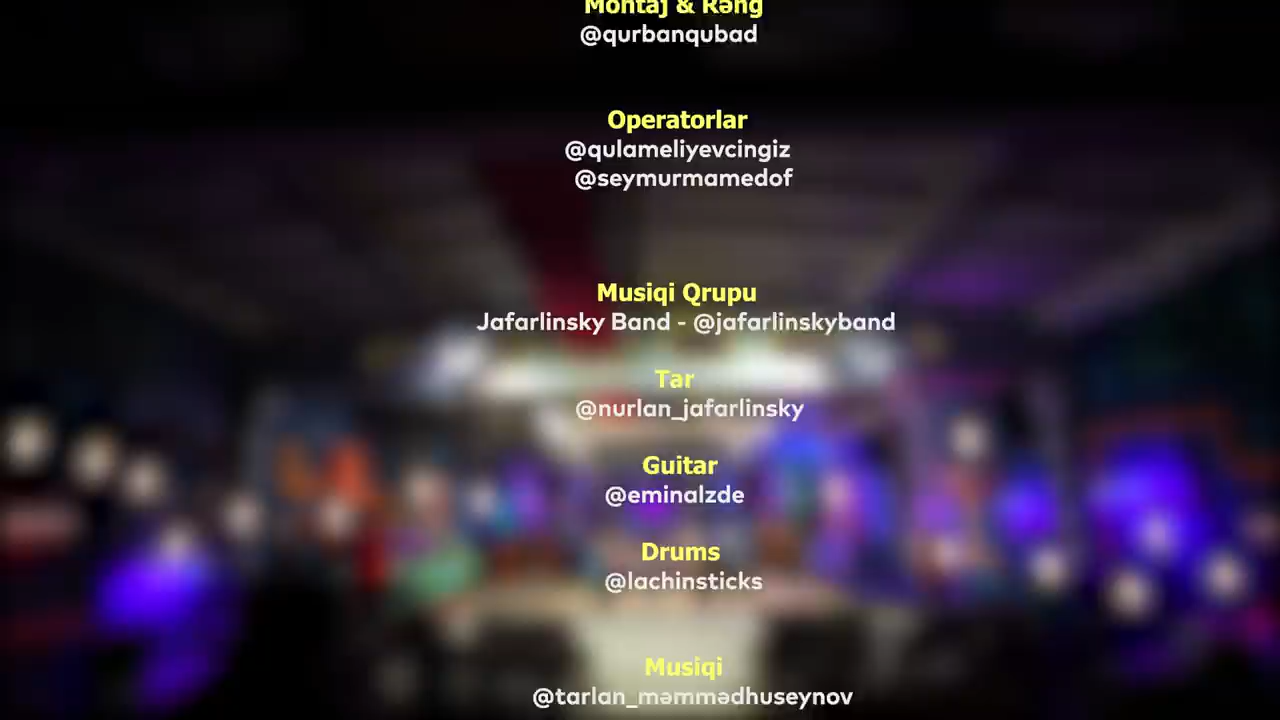 Montaj & Rəng
@qurbanqubad
Operatorlar
@qulameliyevcingiz
@seymurmamedof
Musiqi Qrupu
Jafarlinsky Band - @jafarlinskyband
Tar
@nurlan_jafarlinsky
Guitar
@eminalzde
Drums
@lachinsticks
Musiqi
@tarlan_məmmədhuseynov